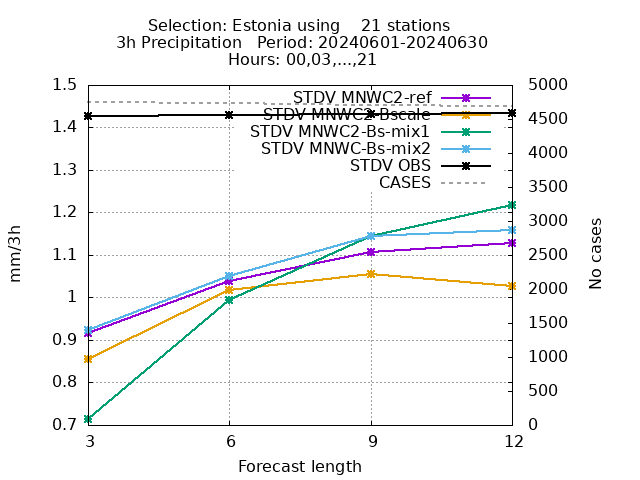 Selection: Estonia using    21 stations
3h Precipitation   Period: 20240601-20240630
Hours: 00,03,...,21
1.5
1.4
1.3
1.2
1.1
1
0.9
0.8
0.7
mm/3h
STDV MNWC2-ref
STDV MNWC2-Bscale
STDV MNWC2-Bs-mix1
STDV MNWC-Bs-mix2
STDV OBS
CASES
5000
4500
4000
3500
3000
2500
2000
1500
1000
500
0
No cases
3 6 9 12
Forecast length